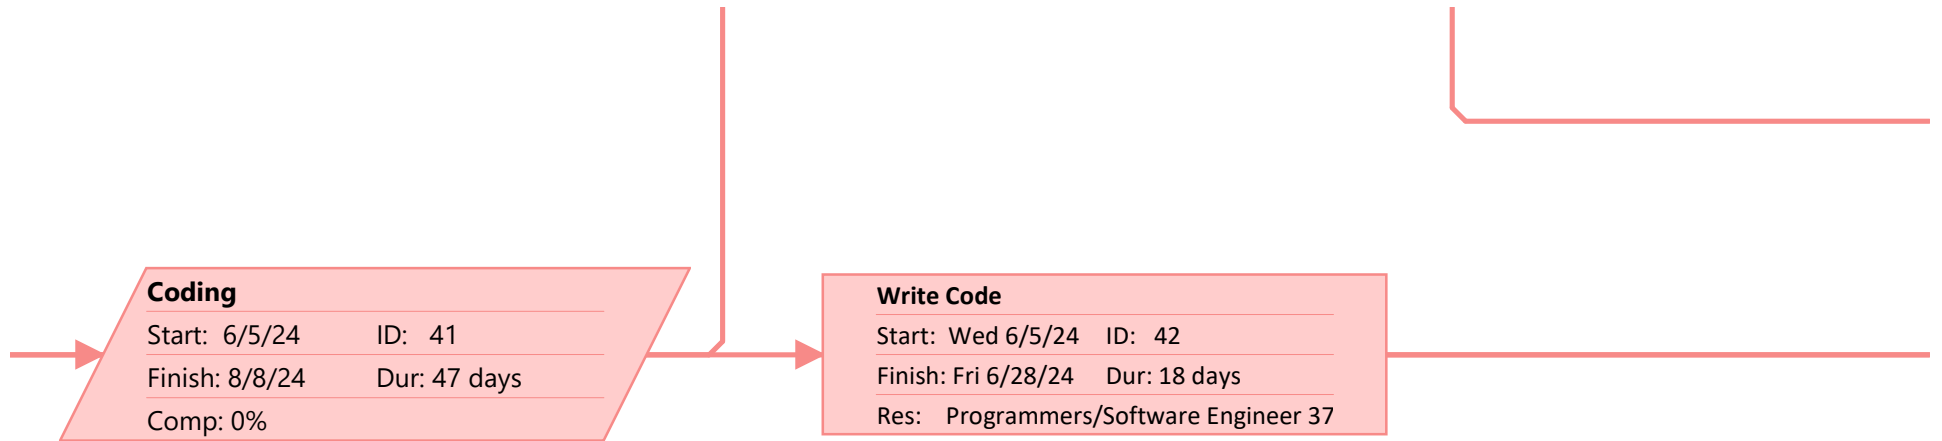 Coding
Start: 6/5/24 ID: 41
Finish: 8/8/24 Dur: 47 days
Comp: 0%
Write Code
Start: Wed 6/5/24 ID: 42
Finish: Fri 6/28/24 Dur: 18 days
Res: Programmers/Software Engineer 37